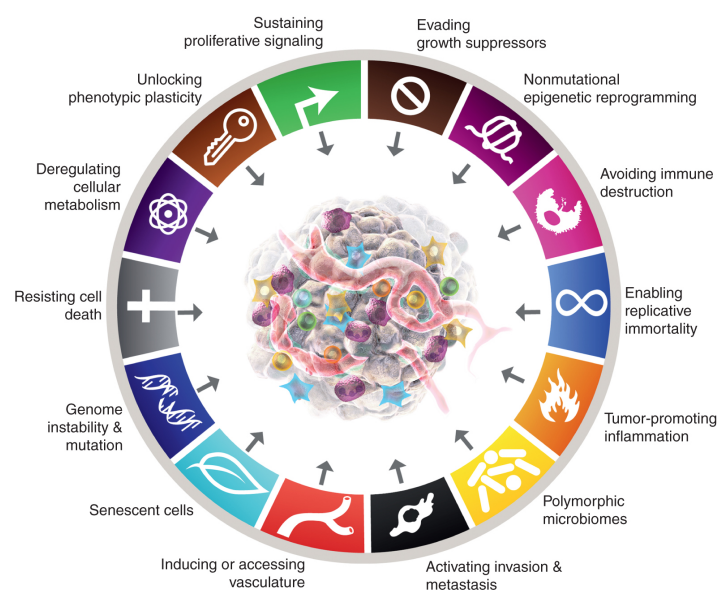 Sustaining
proliferative signaling
Evading
growth suppressors
Nonmutational
epigenetic reprogramming
Avoiding immune
destruction
Enabling
replicative
immortality
Tumor-promoting
inflammation
Polymorphic
microbiomes
Activating invasion &
metastasis
Inducing or accessing
vasculature
Senescent cells
Genome
instability &
mutation
Resisting cell
death
Deregulating
cellular
metabolism
Unlocking
phenotypic plasticity